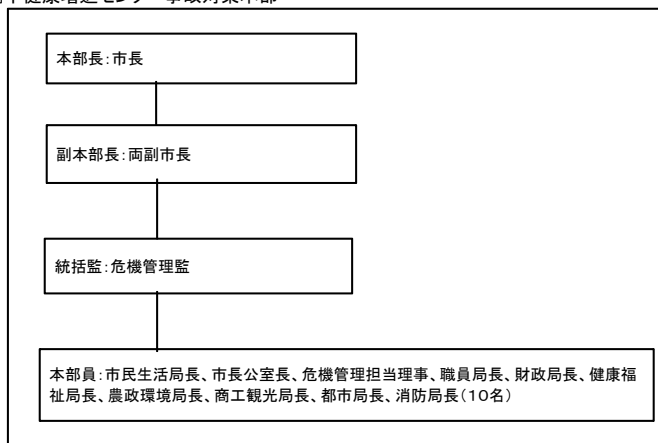 健康増進センター事故対策本部
本部長：市長
副本部長：両副市長
統括監：危機管理監
本部員：市民生活局長、市長公室長、危機管理担当理事、職員局長、財政局長、健康福
祉局長、農政環境局長、商工観光局長、都市局長、消防局長（１０名）